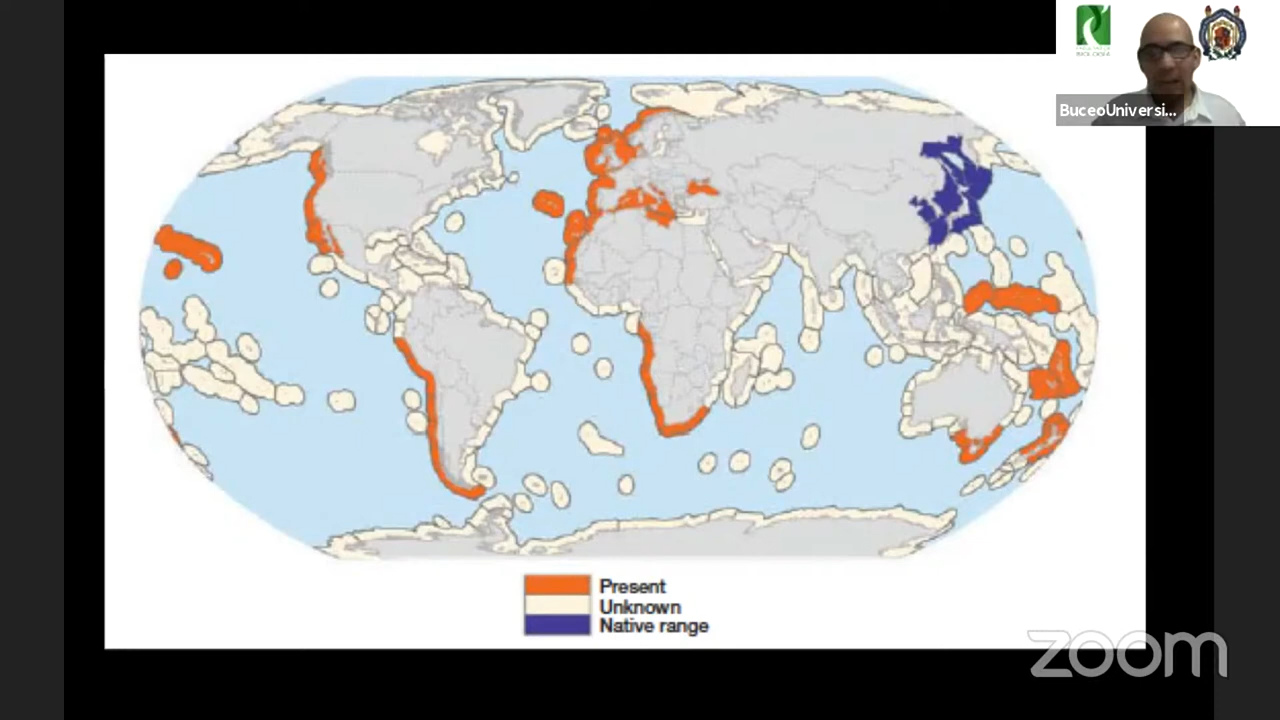 BuceoUniversi...
Present
Unknown
Native range
zoom